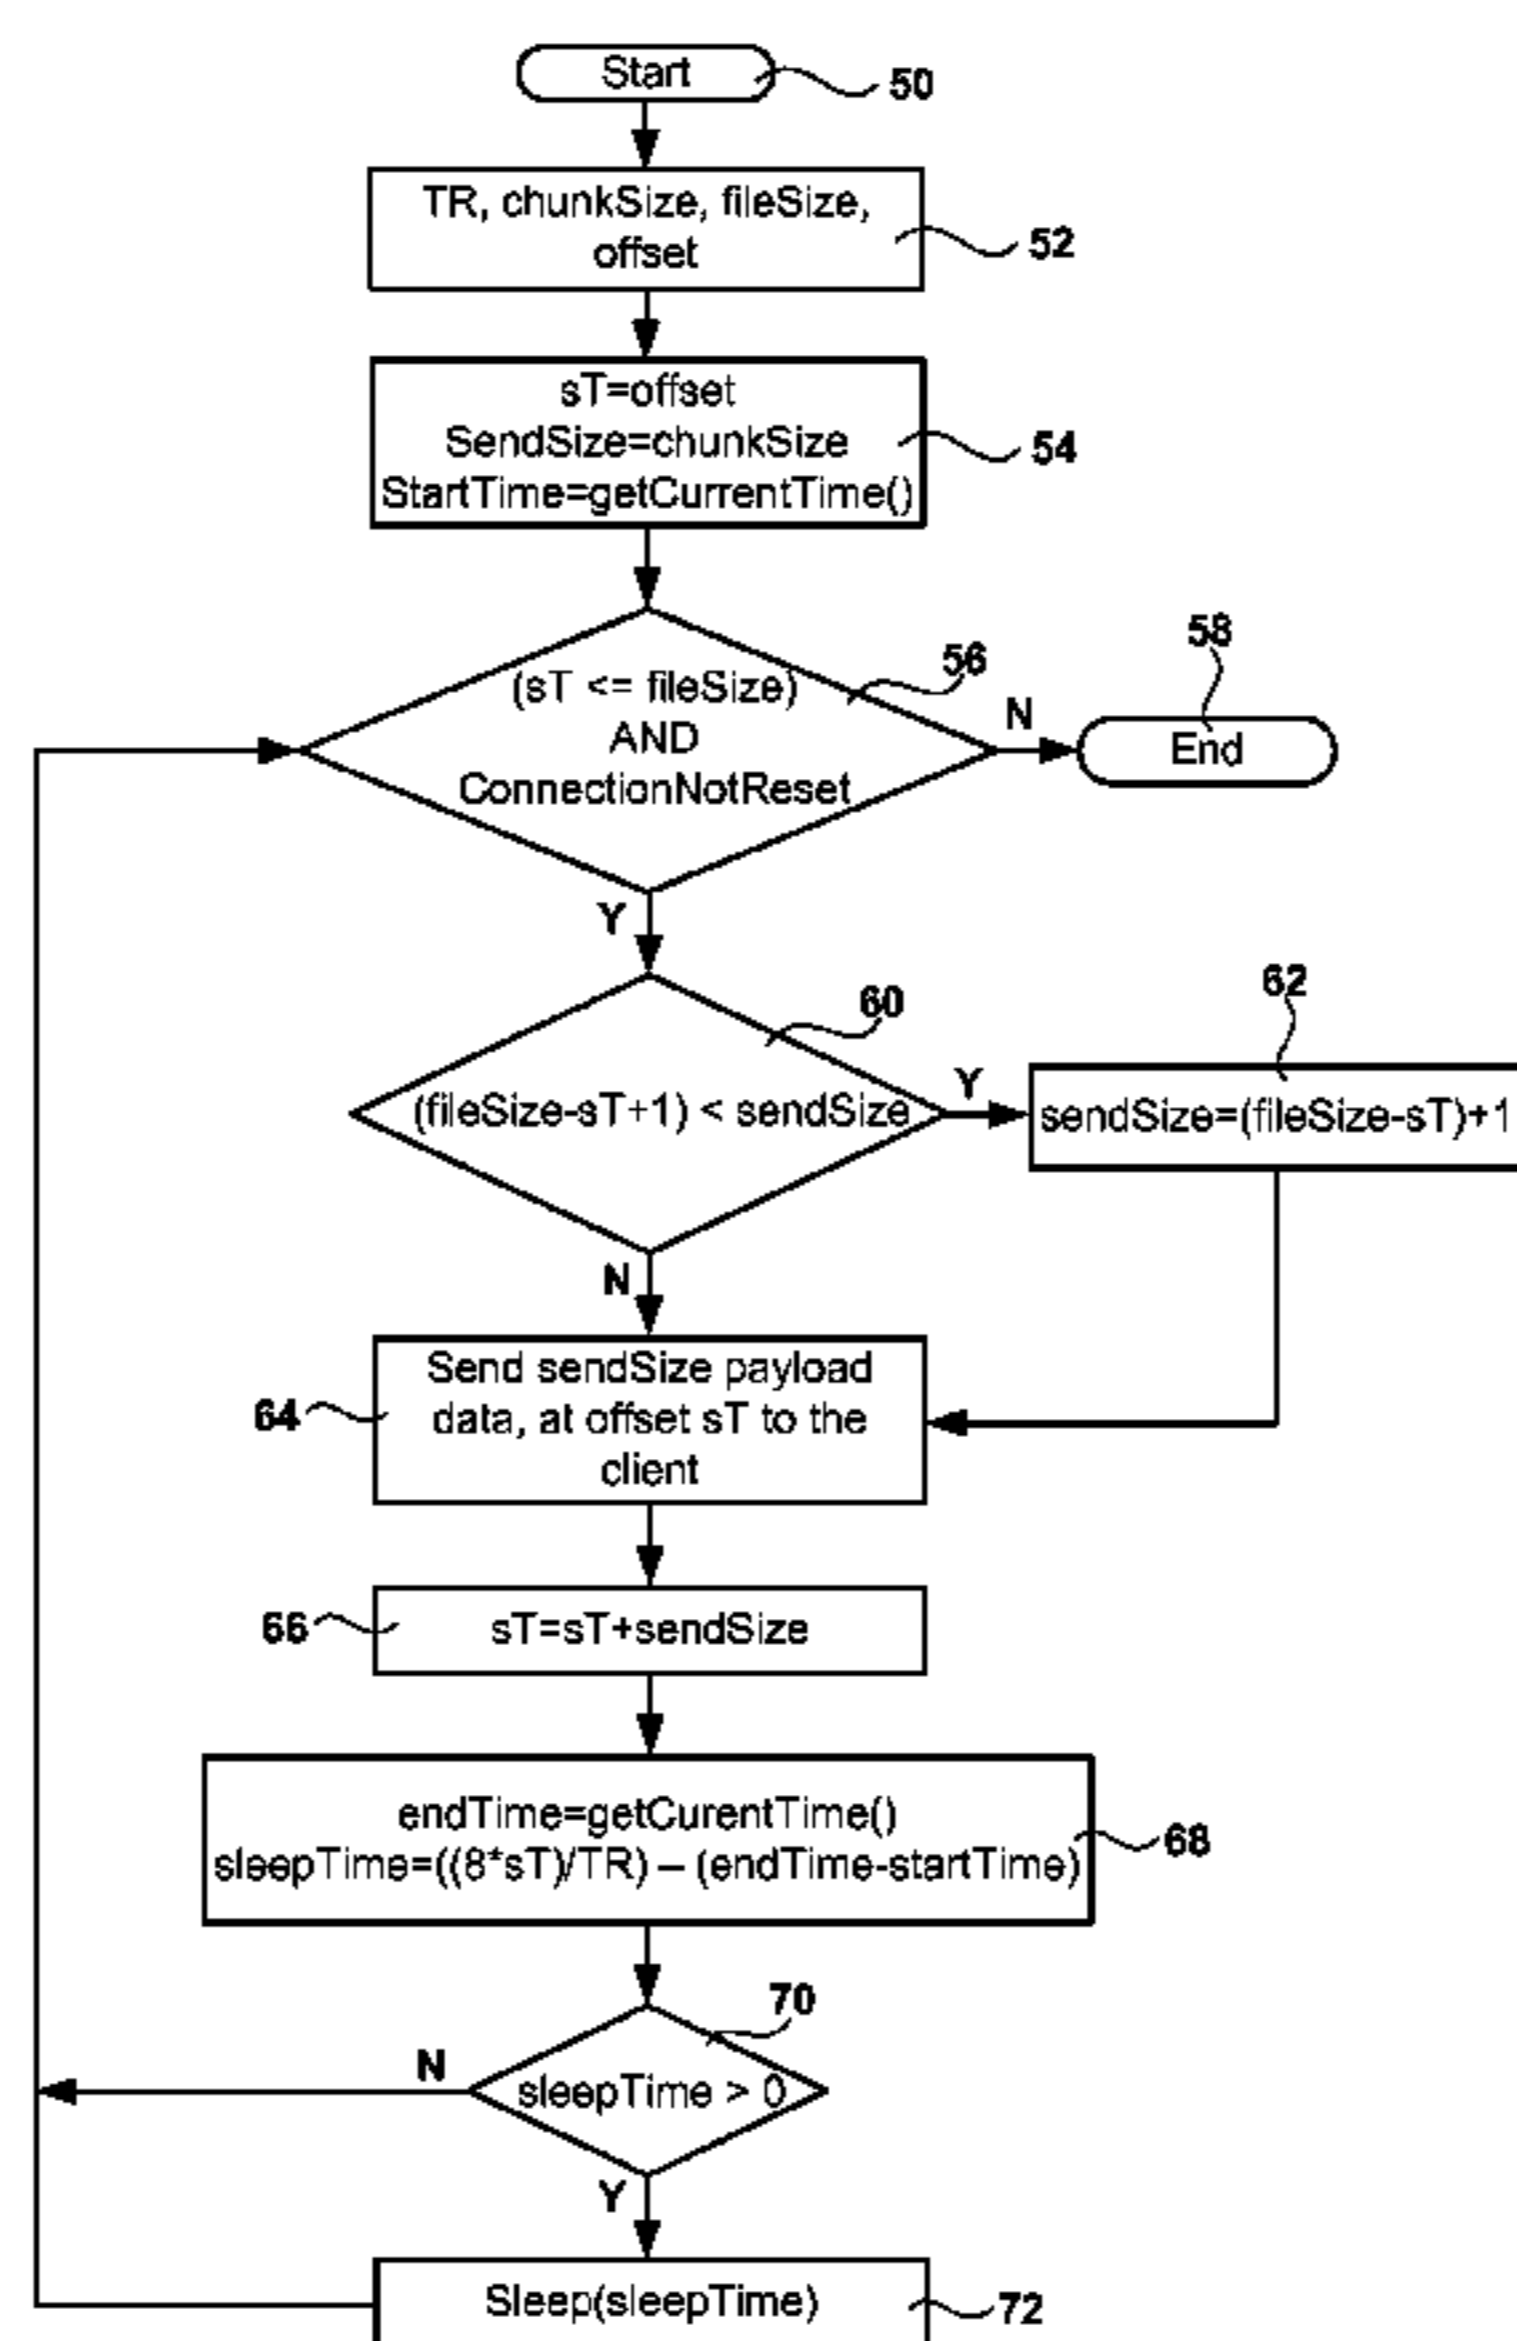 Start
50
TR, chunkSize, fileSize,
offset
52
sT=offset
SendSize=chunkSize
StartTime=getCurrentTime()
54
(sT <= fileSize)
AND
ConnectionNotReset
56
N
58
End
Y
60
(fileSize-sT+1) < sendSize
Y
62
sendSize=(fileSize-sT)+1
N
64
Send sendSize payload
data, at offset sT to the
client
66
sT=sT+sendSize
endTime=getCurentTime()
sleepTime=((8*sT)/TR) – (endTime-startTime)
68
70
N
sleepTime > 0
Y
Sleep(sleepTime)
72